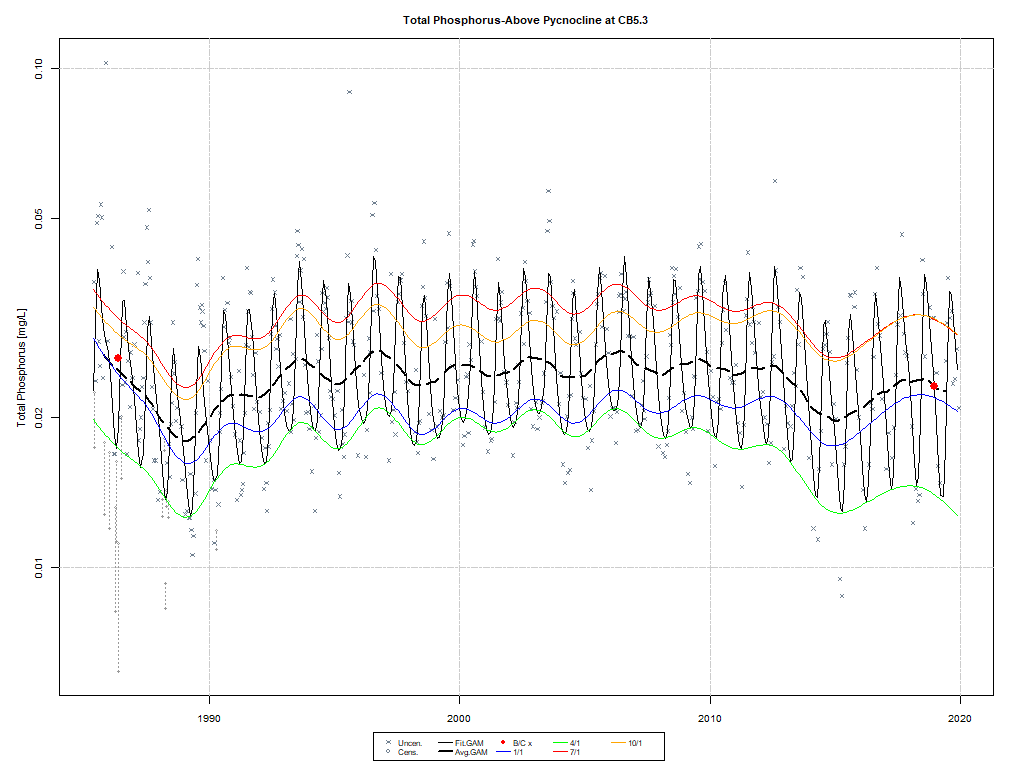 Total Phosphorus-Above Pycnocline at CB5.3
Total Phosphorus [mg/L]
0.10
0.05
0.02
0.01
1990 2000 2010 2020
Uncen. Fit.GAM B/C x 4/1 10/1
Cens. Avg.GAM 1/1 7/1